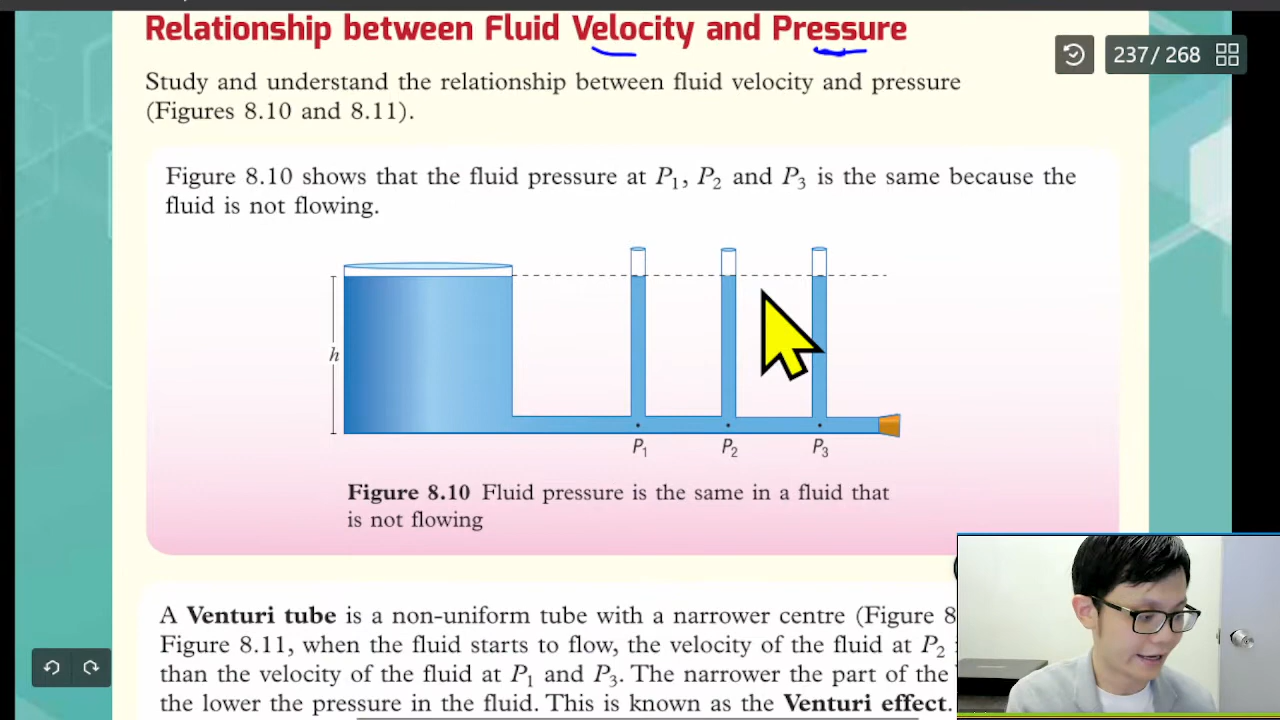 Relationship between Fluid Velocity and Pressure
237/ 268
Study and understand the relationship between fluid velocity and pressure
(Figures 8.10 and 8.11).
Figure 8.10 shows that the fluid pressure at P₁, P₂ and P₃ is the same because the
fluid is not flowing.
h
P₁ P₂ P₃
Figure 8.10 Fluid pressure is the same in a fluid that
is not flowing
A Venturi tube is a non-uniform tube with a narrower centre (Figure 8
Figure 8.11, when the fluid starts to flow, the velocity of the fluid at P₂
than the velocity of the fluid at P₁ and P₃. The narrower the part of the
the lower the pressure in the fluid. This is known as the Venturi effect.